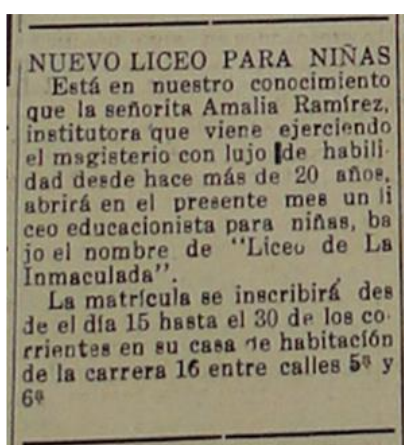 NUEVO LICEO PARA NIÑAS
Está en nuestro conocimiento
que la señorita Amalia Ramírez,
institutora que viene ejerciendo
el magisterio con lujo de habili-
dad desde hace más de 20 años,
abrirá en el presente mes un li
ceo educacionista para niñas, ba
jo el nombre de "Liceo de La
Inmaculada".
La matrícula se inscribirá des
de el día 15 hasta el 30 de los co-
rrientes en su casa de habitación
de la carrera 16 entre calles 5ª y
6ª